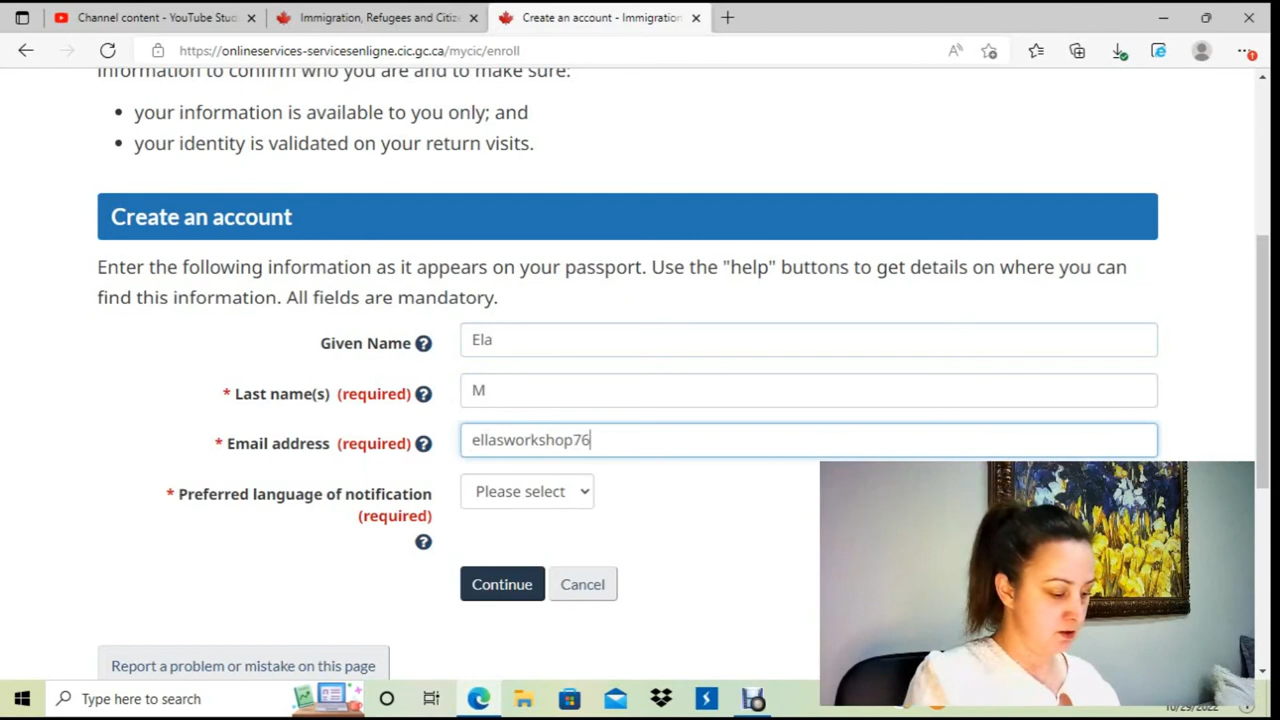 Channel content - YouTube Stu
Immigration, Refugees and Citiz
Create an account - Immigration
https://onlineservices-servicesenligne.cic.gc.ca/mycic/enroll
information to confirm who you are and to make sure:
• your information is available to you only; and
• your identity is validated on your return visits.
Create an account
Enter the following information as it appears on your passport. Use the "help" buttons to get details on where you can
find this information. All fields are mandatory.
Given Name ? Ela
* Last name(s) (required) ? M
* Email address (required) ? ellasworkshop76
* Preferred language of notification Please select
(required)
?
Continue Cancel
Report a problem or mistake on this page
Type here to search
10/29/2022